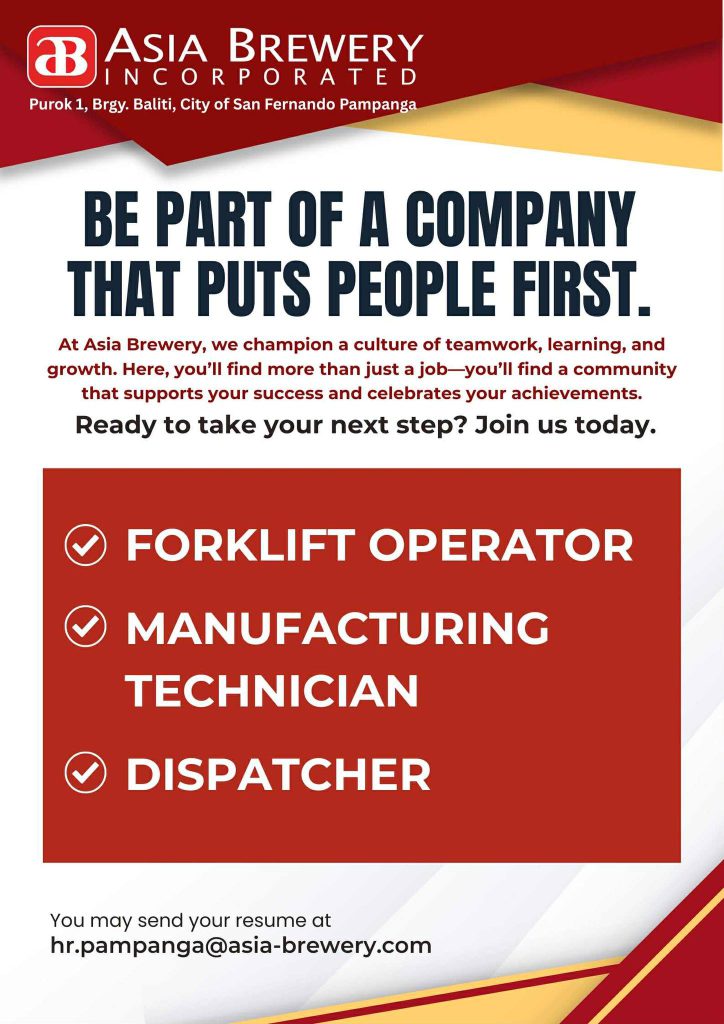 AB ASIA BREWERY
INCORPORATED
Purok 1, Brgy. Baliti, City of San Fernando Pampanga
BE PART OF A COMPANY
THAT PUTS PEOPLE FIRST.
At Asia Brewery, we champion a culture of teamwork, learning, and
growth. Here, you’ll find more than just a job—you’ll find a community
that supports your success and celebrates your achievements.
Ready to take your next step? Join us today.
FORKLIFT OPERATOR
MANUFACTURING
TECHNICIAN
DISPATCHER
You may send your resume at
hr.pampanga@asia-brewery.com